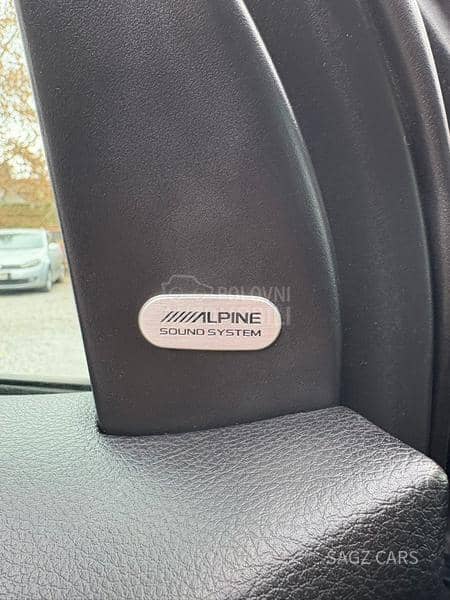 POLOVNI
ALPINE
SOUND SYSTEM
SAGZ CARS